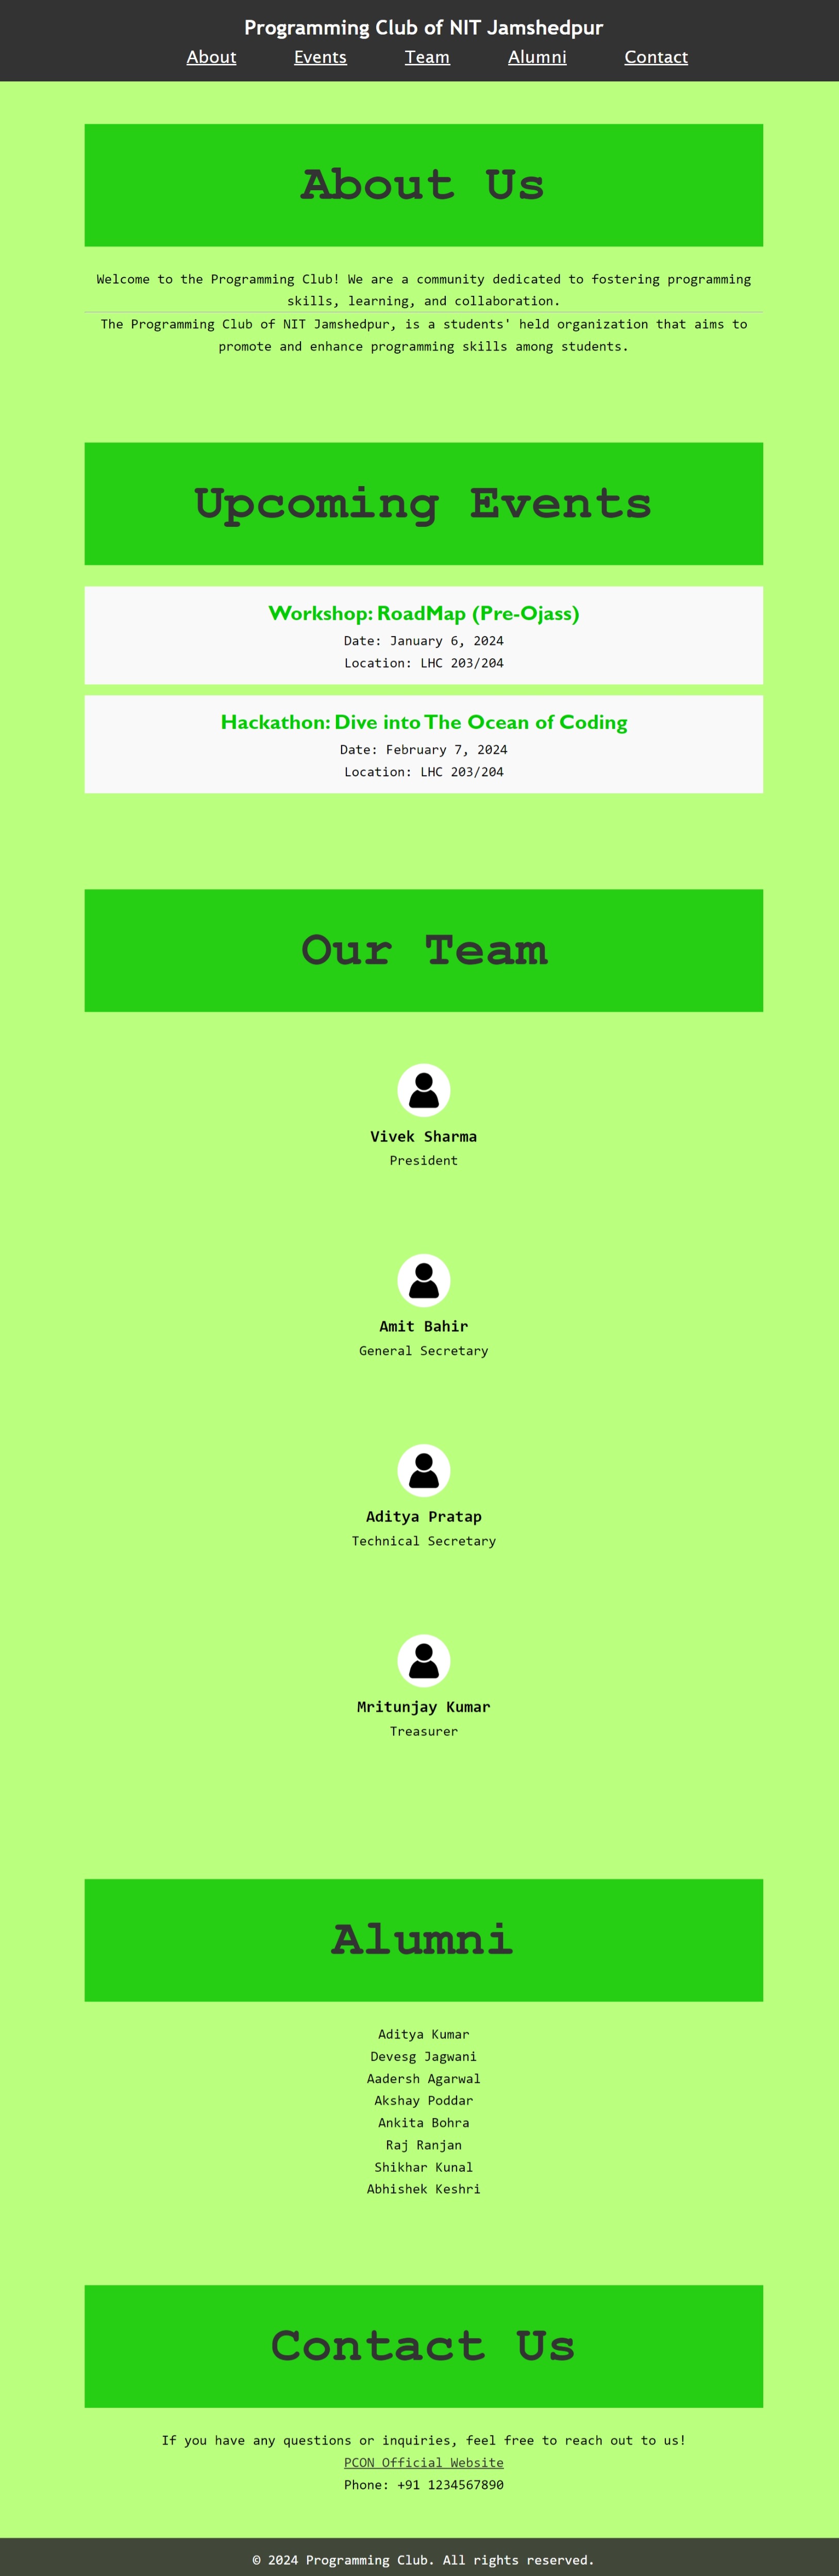 Programming Club of NIT Jamshedpur
About Events Team Alumni Contact
About Us
Welcome to the Programming Club! We are a community dedicated to fostering programming
skills, learning, and collaboration.
The Programming Club of NIT Jamshedpur, is a students' held organization that aims to
promote and enhance programming skills among students.
Upcoming Events
Workshop: RoadMap (Pre-Ojass)
Date: January 6, 2024
Location: LHC 203/204
Hackathon: Dive into The Ocean of Coding
Date: February 7, 2024
Location: LHC 203/204
Our Team
Vivek Sharma
President
Amit Bahir
General Secretary
Aditya Pratap
Technical Secretary
Mritunjay Kumar
Treasurer
Alumni
Aditya Kumar
Devesg Jagwani
Aadersh Agarwal
Akshay Poddar
Ankita Bohra
Raj Ranjan
Shikhar Kunal
Abhishek Keshri
Contact Us
If you have any questions or inquiries, feel free to reach out to us!
PCON Official Website
Phone: +91 1234567890
© 2024 Programming Club. All rights reserved.